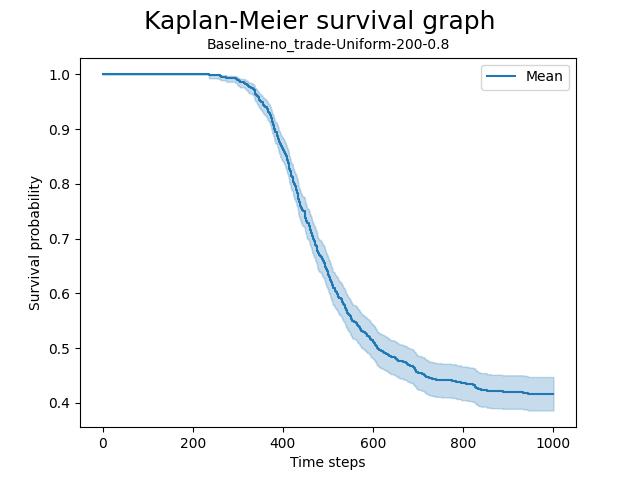 Kaplan-Meier survival graph
Baseline-no_trade-Uniform-200-0.8
Mean
Survival probability
1.0
0.9
0.8
0.7
0.6
0.5
0.4
0 200 400 600 800 1000
Time steps